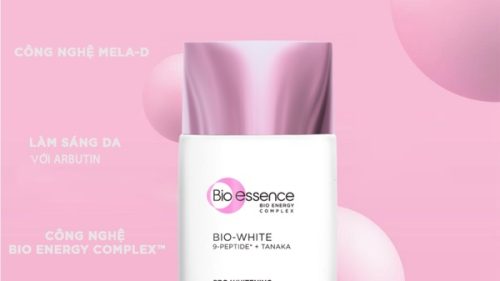 CÔNG NGHỆ MELA-D
LÀM SÁNG DA
VỚI ARBUTIN
CÔNG NGHỆ
BIO ENERGY COMPLEX™
Bio essence
BIO ENERGY
COMPLEX
BIO-WHITE
9-PEPTIDE* + TANAKA